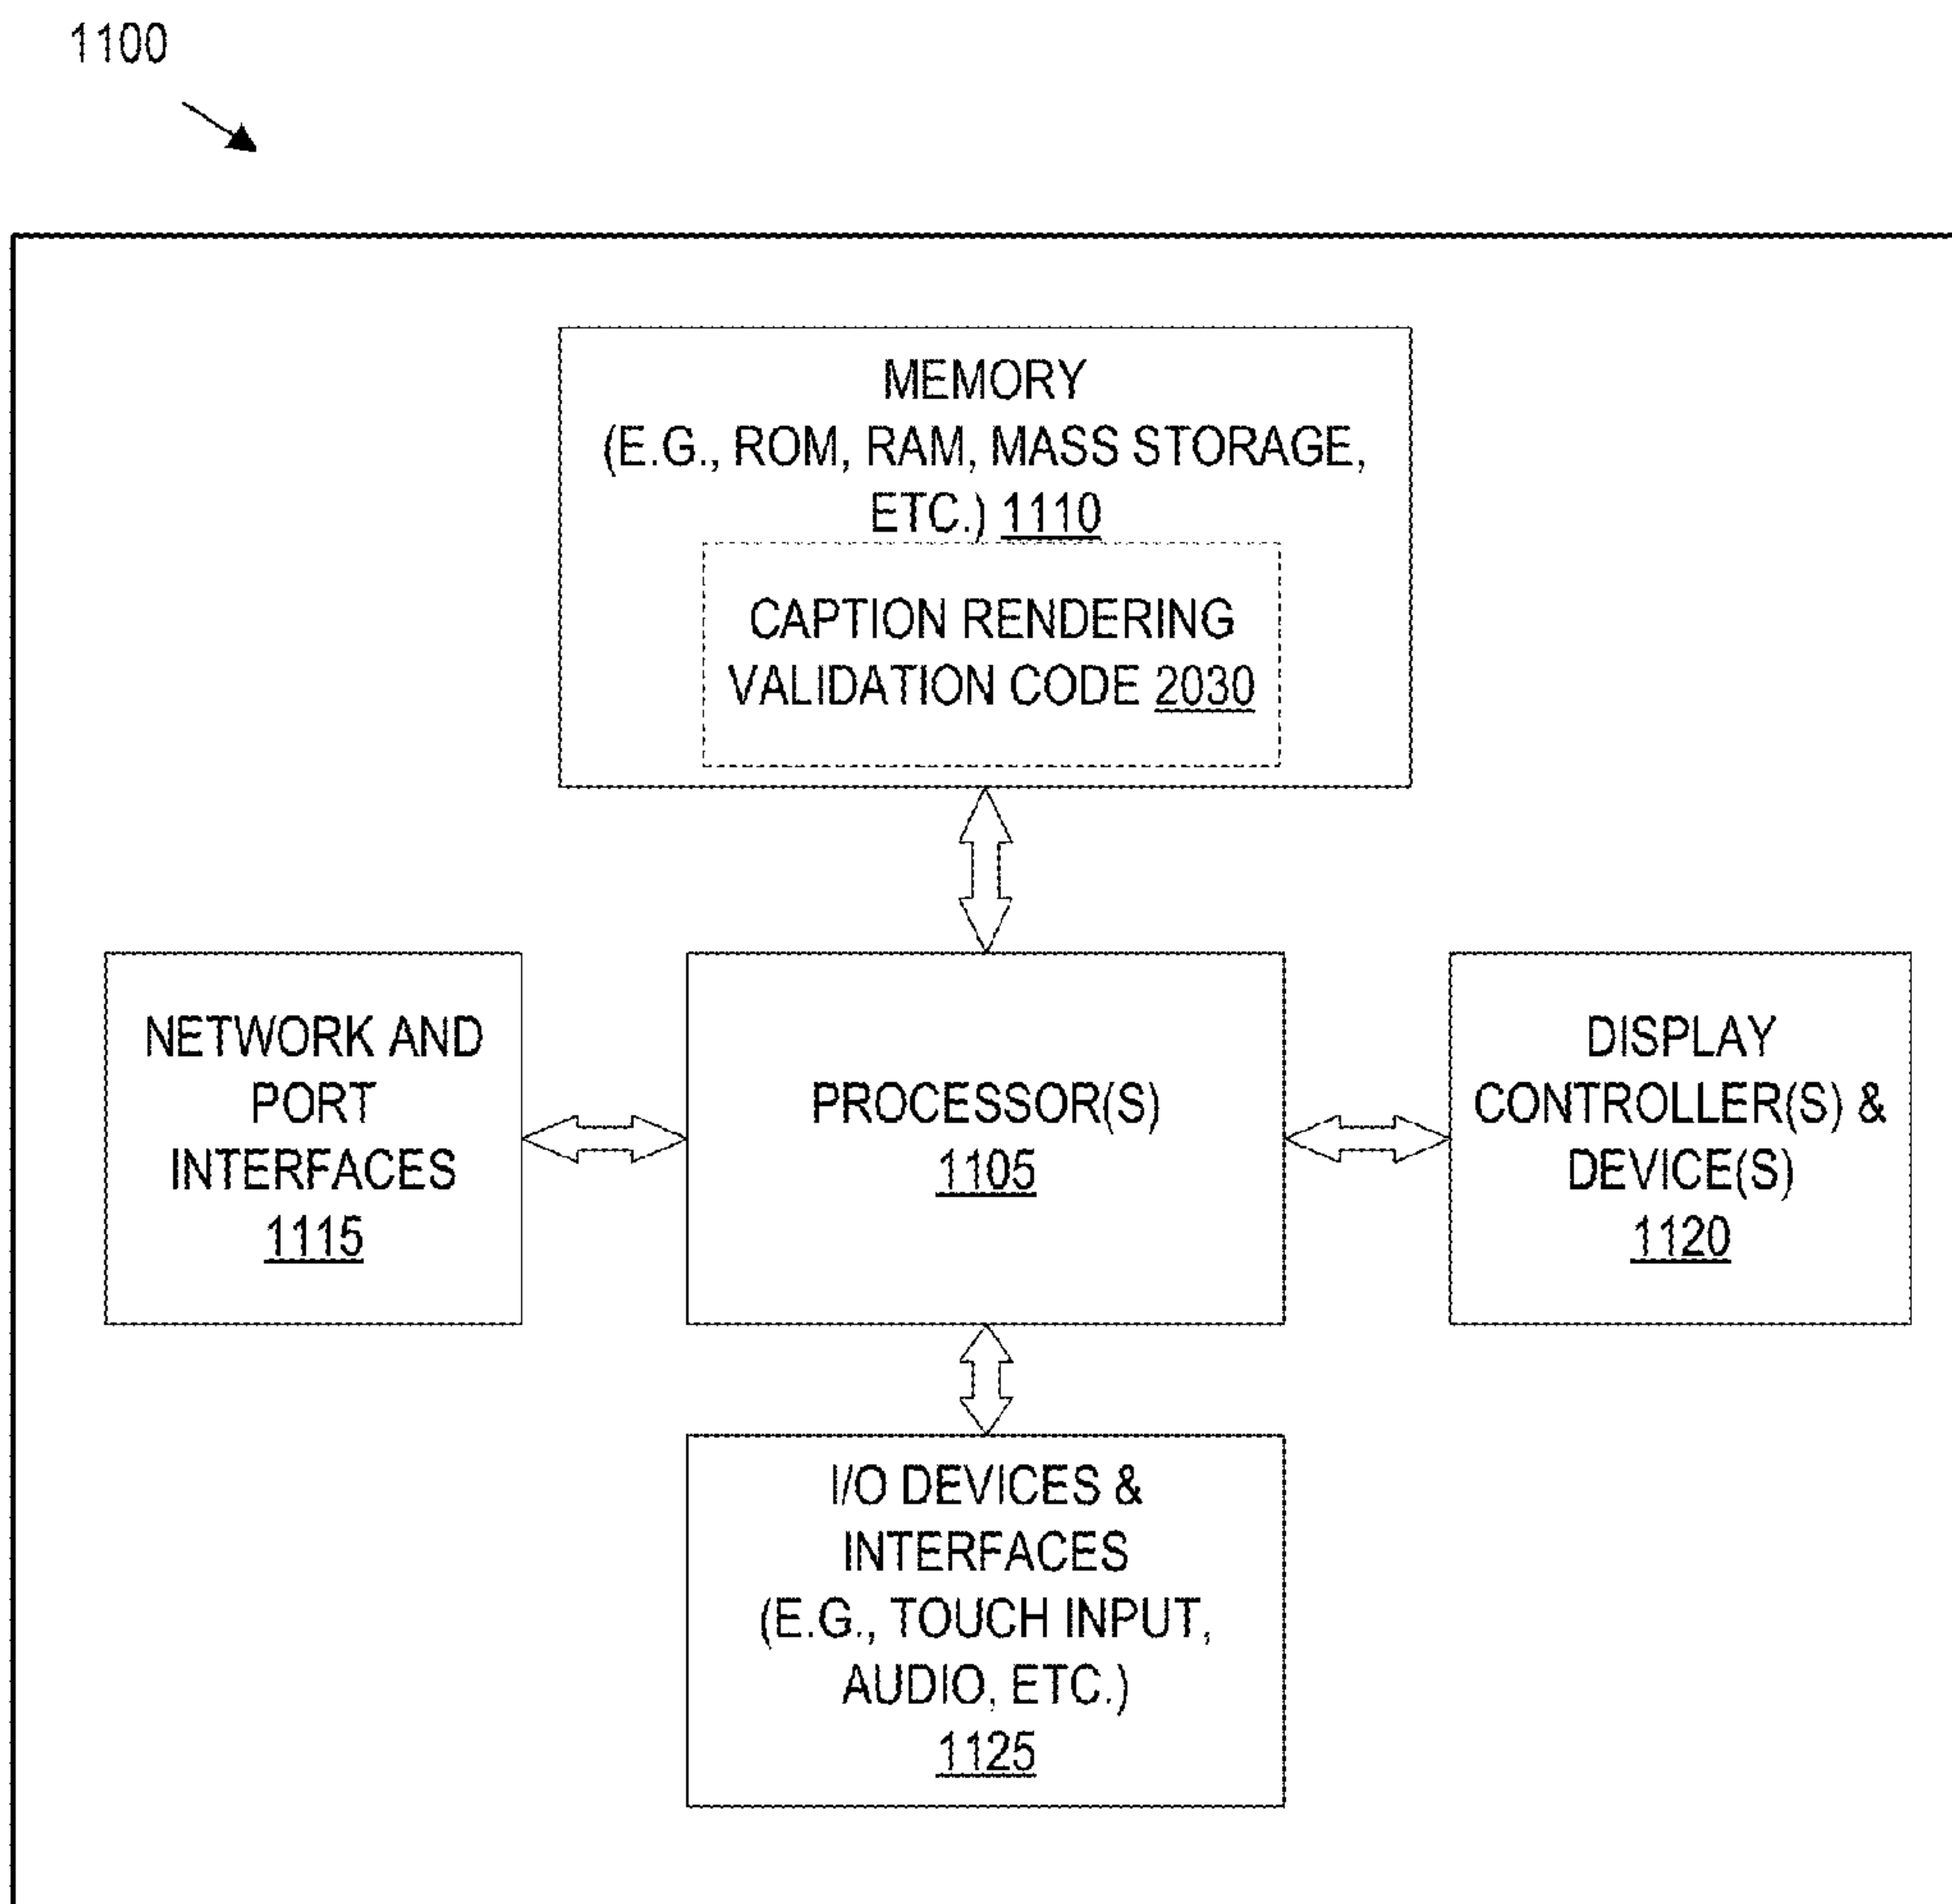 1100
MEMORY
(E.G., ROM, RAM, MASS STORAGE,
ETC.) 1110
CAPTION RENDERING
VALIDATION CODE 2030
NETWORK AND
PORT
INTERFACES
1115
PROCESSOR(S)
1105
DISPLAY
CONTROLLER(S) &
DEVICE(S)
1120
I/O DEVICES &
INTERFACES
(E.G., TOUCH INPUT,
AUDIO, ETC.)
1125